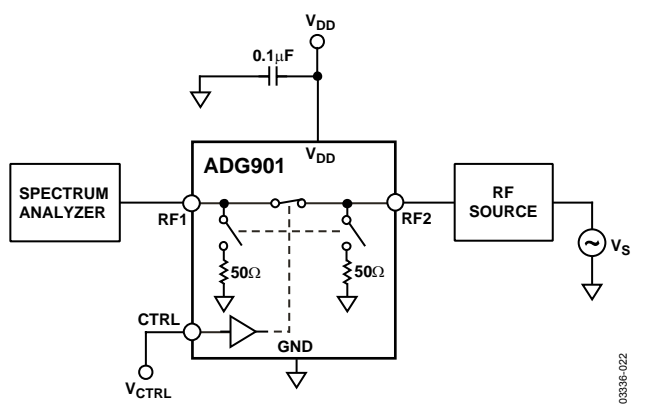 VDD
0.1μF
VDD
ADG901
SPECTRUM
ANALYZER
RF1
RF2
RF
SOURCE
VS
50Ω
50Ω
CTRL
GND
VCTRL
03336-022